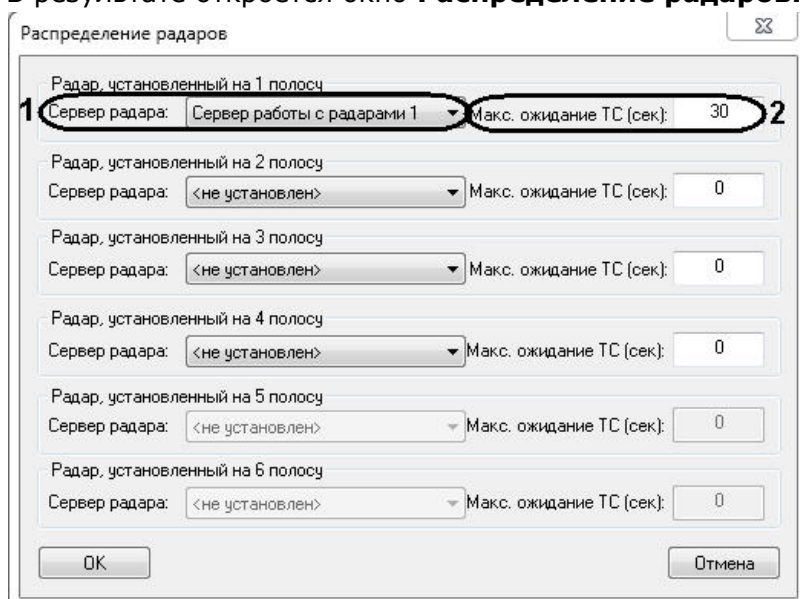 В результате откроется окно Распределение радаров.
Распределение радаров
Радар, установленный на 1 полосу
1 Сервер радара: Сервер работы с радарами 1 Макс. ожидание ТС (сек): 30 2
Радар, установленный на 2 полосу
Сервер радара: <не установлен> Макс. ожидание ТС (сек): 0
Радар, установленный на 3 полосу
Сервер радара: <не установлен> Макс. ожидание ТС (сек): 0
Радар, установленный на 4 полосу
Сервер радара: <не установлен> Макс. ожидание ТС (сек): 0
Радар, установленный на 5 полосу
Сервер радара: <не установлен> Макс. ожидание ТС (сек): 0
Радар, установленный на 6 полосу
Сервер радара: <не установлен> Макс. ожидание ТС (сек): 0
OK Отмена